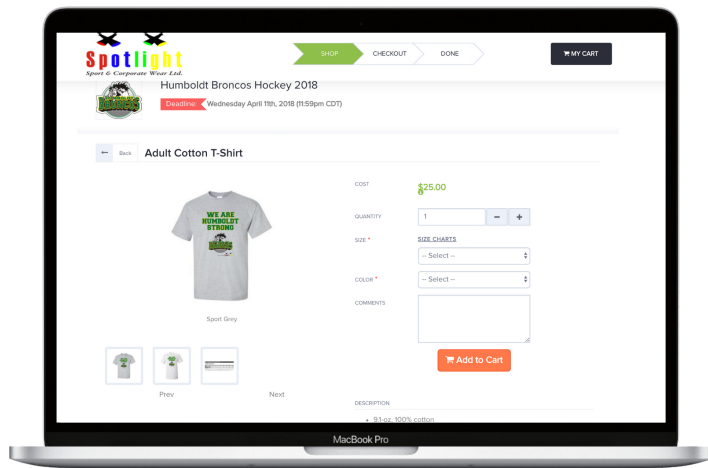 Spotlight
Sport & Corporate Wear Ltd.
SHOP
CHECKOUT
DONE
MY CART
BRONCOS
Humboldt Broncos Hockey 2018
Deadline: Wednesday April 11th, 2018 (11:59pm CDT)
← Back Adult Cotton T-Shirt
WE ARE
HUMBOLDT
STRONG
BRONCOS
Sport Grey
Prev
Next
COST $25.00
QUANTITY 1 − +
SIZE * SIZE CHARTS
-- Select --
COLOR * -- Select --
COMMENTS
Add to Cart
DESCRIPTION
• 9.1-oz, 100% cotton
MacBook Pro